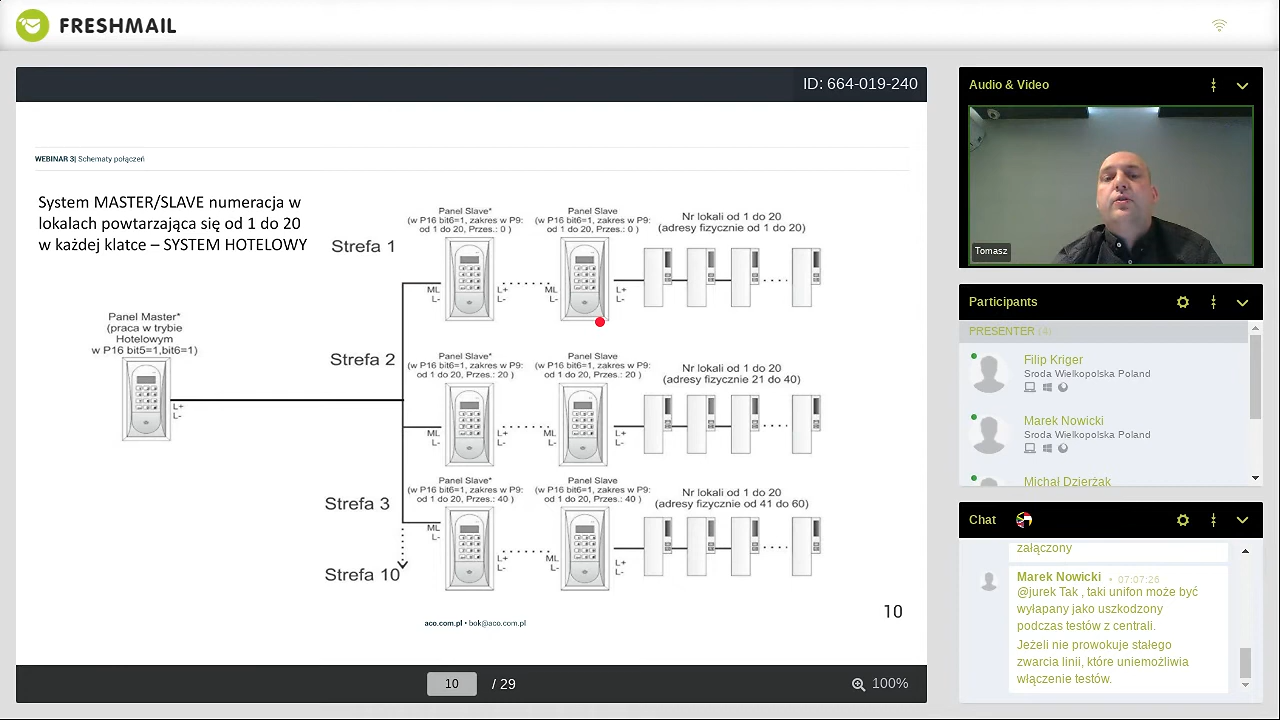 FRESHMAIL
ID: 664-019-240
WEBINAR 3| Schematy połączeń
System MASTER/SLAVE numeracja w
lokalach powtarzająca się od 1 do 20
w każdej klatce – SYSTEM HOTELOWY
Panel Master*
(praca w trybie
Hotelowym
w P16 bit5=1,bit6=1)
L+
L-
Strefa 1
Panel Slave*
(w P16 bit6=1, zakres w P9:
od 1 do 20, Przes.: 0 )
ML
L-
L+
L-
Panel Slave
(w P16 bit6=1, zakres w P9:
od 1 do 20, Przes.: 0 )
ML
L-
L+
L-
Nr lokali od 1 do 20
(adresy fizycznie od 1 do 20)
Strefa 2
Panel Slave*
(w P16 bit6=1, zakres w P9:
od 1 do 20, Przes.: 20 )
ML
L-
L+
L-
Panel Slave
(w P16 bit6=1, zakres w P9:
od 1 do 20, Przes.: 20 )
ML
L-
L+
L-
Nr lokali od 1 do 20
(adresy fizycznie 21 do 40)
Strefa 3
Panel Slave*
(w P16 bit6=1, zakres w P9:
od 1 do 20, Przes.: 40 )
ML
L-
L+
L-
Panel Slave
(w P16 bit6=1, zakres w P9:
od 1 do 20, Przes.: 40 )
ML
L-
L+
L-
Nr lokali od 1 do 20
(adresy fizycznie od 41 do 60)
Strefa 10
aco.com.pl • bok@aco.com.pl
10
10 / 29
100%
Audio & Video
Tomasz
Participants
PRESENTER (4)
Filip Kriger
Sroda Wielkopolska Poland
Marek Nowicki
Sroda Wielkopolska Poland
Michał Dzierżak
Chat
załączony
Marek Nowicki • 07:07:26
@jurek Tak , taki unifon może być
wyłapany jako uszkodzony
podczas testów z centrali.
Jeżeli nie prowokuje stałego
zwarcia linii, które uniemożliwia
włączenie testów.